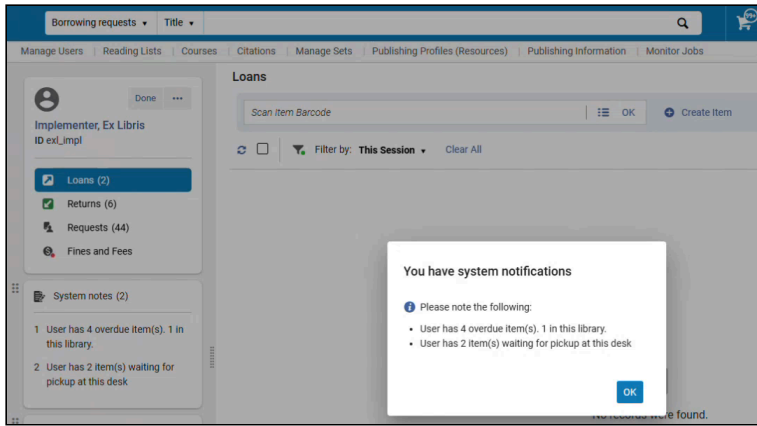 Borrowing requests Title
99+
Manage Users Reading Lists Courses Citations Manage Sets Publishing Profiles (Resources) Publishing Information Monitor Jobs
Done
Implementer, Ex Libris
ID exl_impl
Loans (2)
Returns (6)
Requests (44)
Fines and Fees
System notes (2)
1 User has 4 overdue item(s). 1 in
this library.
2 User has 2 item(s) waiting for
pickup at this desk
Loans
Scan Item Barcode OK Create Item
Filter by: This Session Clear All
You have system notifications
Please note the following:
User has 4 overdue item(s). 1 in this library.
User has 2 item(s) waiting for pickup at this desk
OK
No records were found.